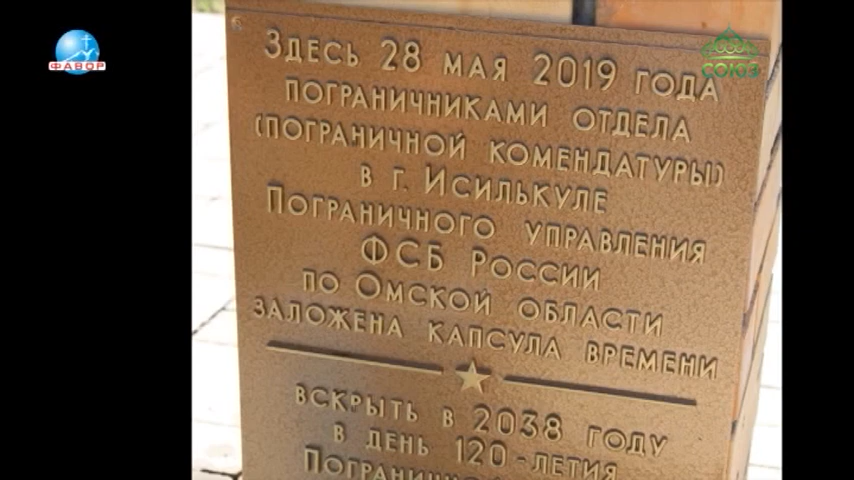 ФАВОР
СОЮЗ
Здесь 28 мая 2019 года
пограничниками отдела
(пограничной комендатуры)
в г. Исилькуле
Пограничного управления
ФСБ России
по Омской области
заложена капсула времени
вскрыть в 2038 году
в день 120-летия